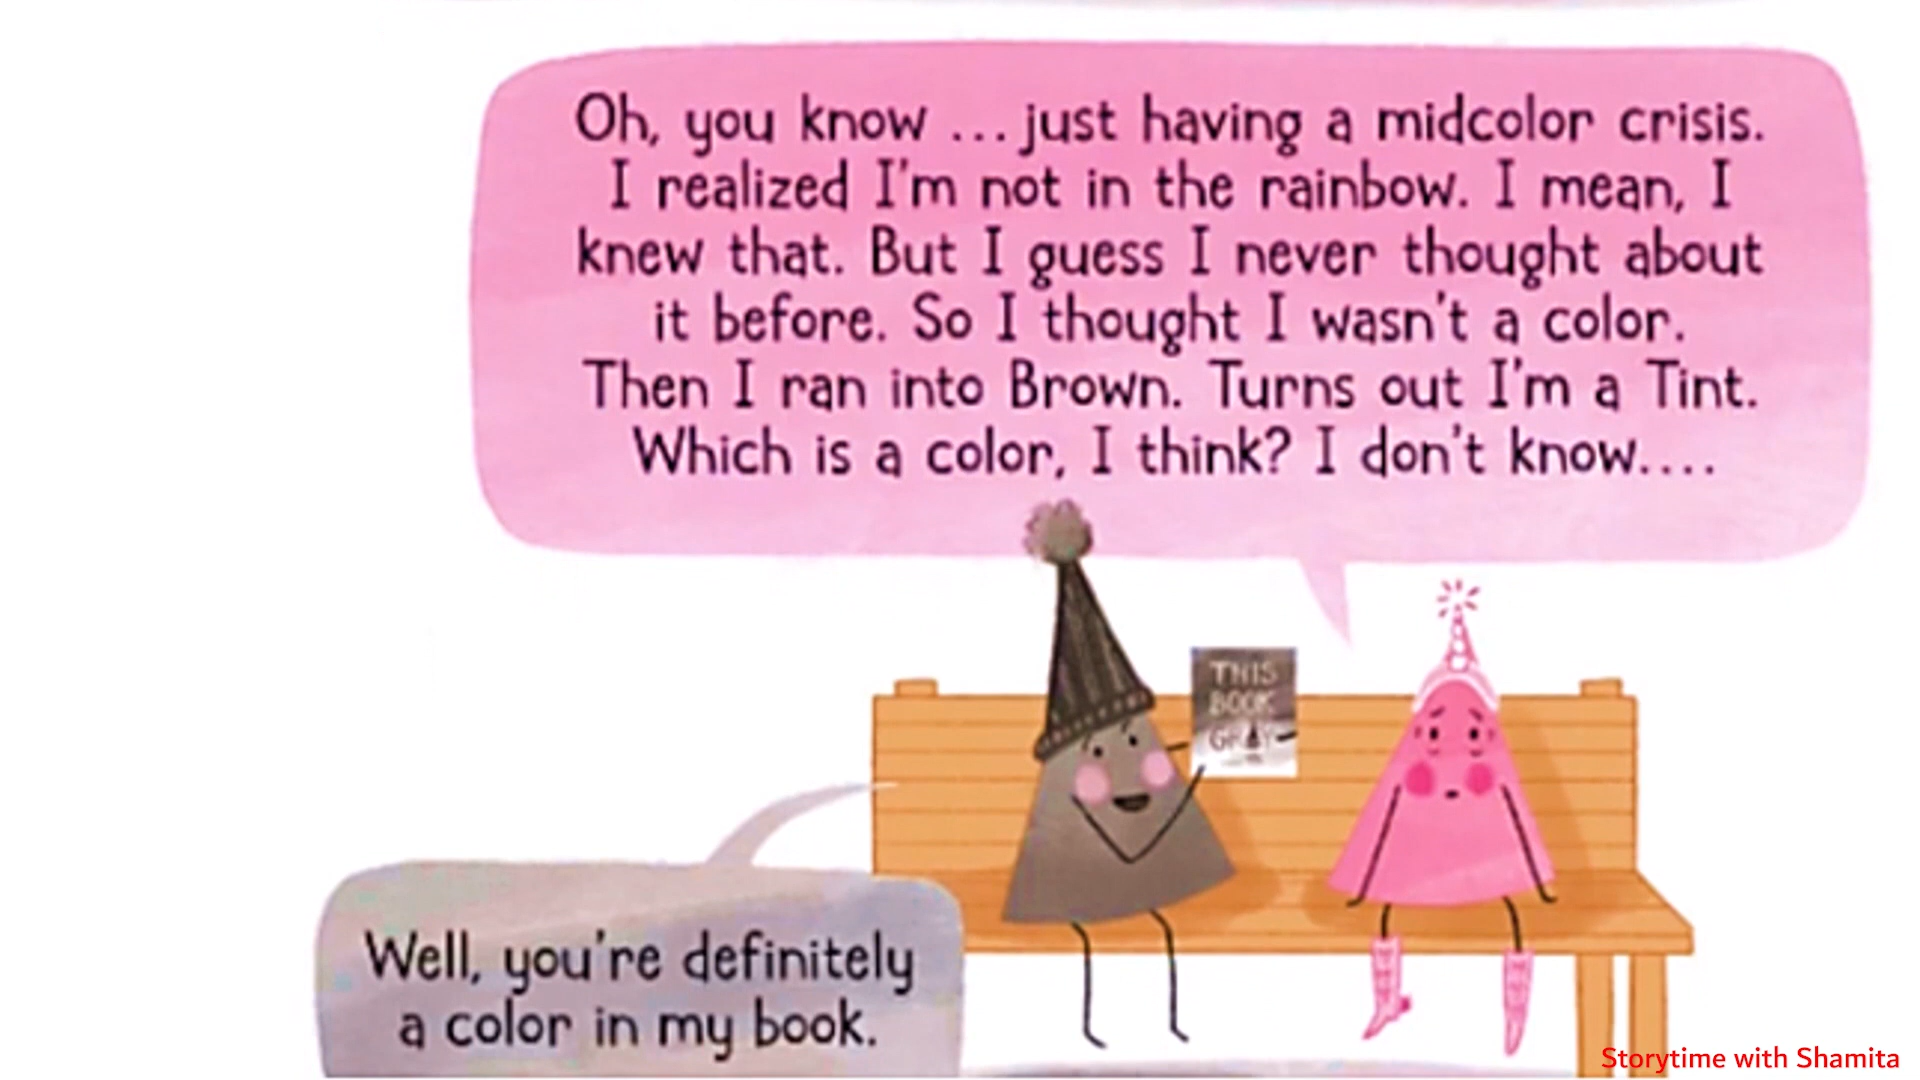 Oh, you know ... just having a midcolor crisis.
I realized I'm not in the rainbow. I mean, I
knew that. But I guess I never thought about
it before. So I thought I wasn't a color.
Then I ran into Brown. Turns out I'm a Tint.
Which is a color, I think? I don't know....
THIS
BOOK
GRAY
Well, you're definitely
a color in my book.
Storytime with Shamita